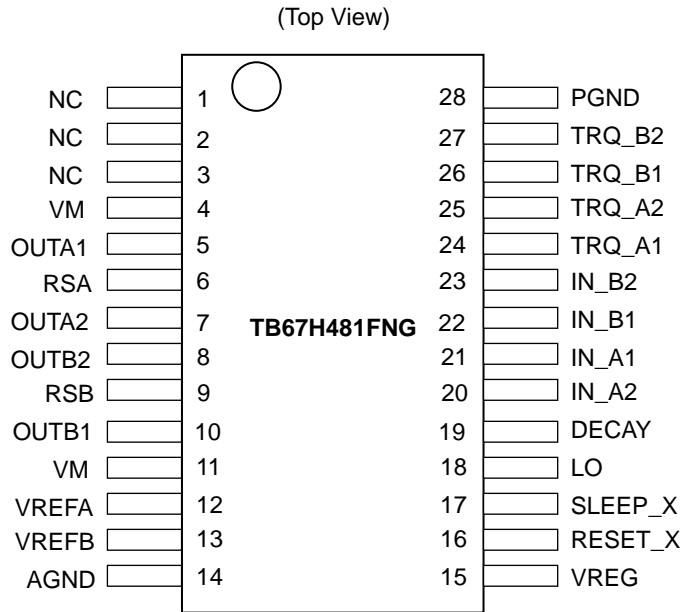 (Top View)
NC 1 28 PGND
NC 2 27 TRQ_B2
NC 3 26 TRQ_B1
VM 4 25 TRQ_A2
OUTA1 5 24 TRQ_A1
RSA 6 23 IN_B2
OUTA2 7 TB67H481FNG 22 IN_B1
OUTB2 8 21 IN_A1
RSB 9 20 IN_A2
OUTB1 10 19 DECAY
VM 11 18 LO
VREFA 12 17 SLEEP_X
VREFB 13 16 RESET_X
AGND 14 15 VREG